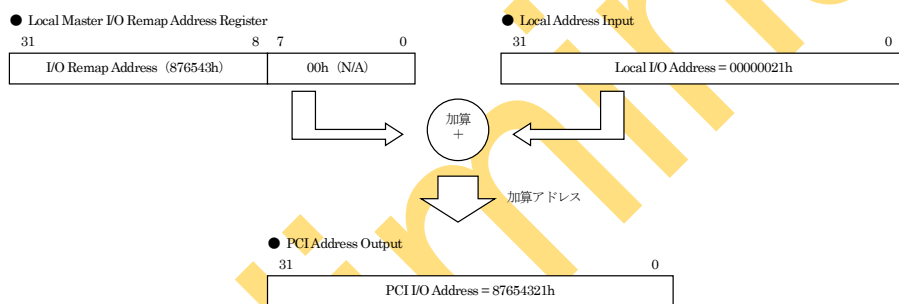 ● Local Master I/O Remap Address Register
31 8 7 0
I/O Remap Address（876543h） 00h（N/A）
● Local Address Input
31 0
Local I/O Address = 00000021h
加算
+
加算アドレス
● PCI Address Output
31 0
PCI I/O Address = 87654321h